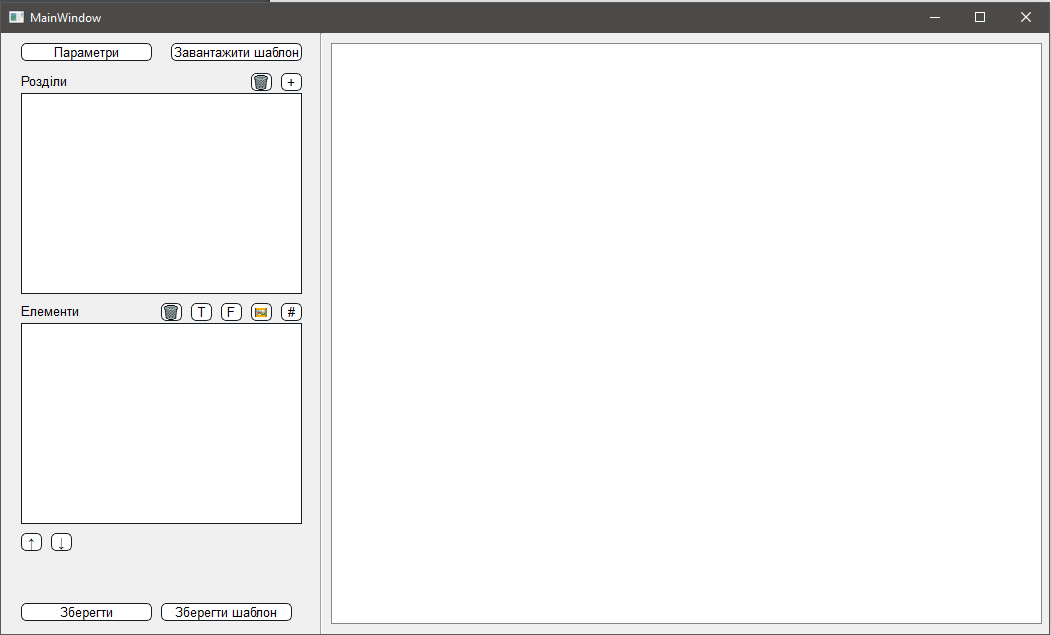 MainWindow
Параметри Завантажити шаблон
Розділи +
Елементи T F #
↑ ↓
Зберегти Зберегти шаблон